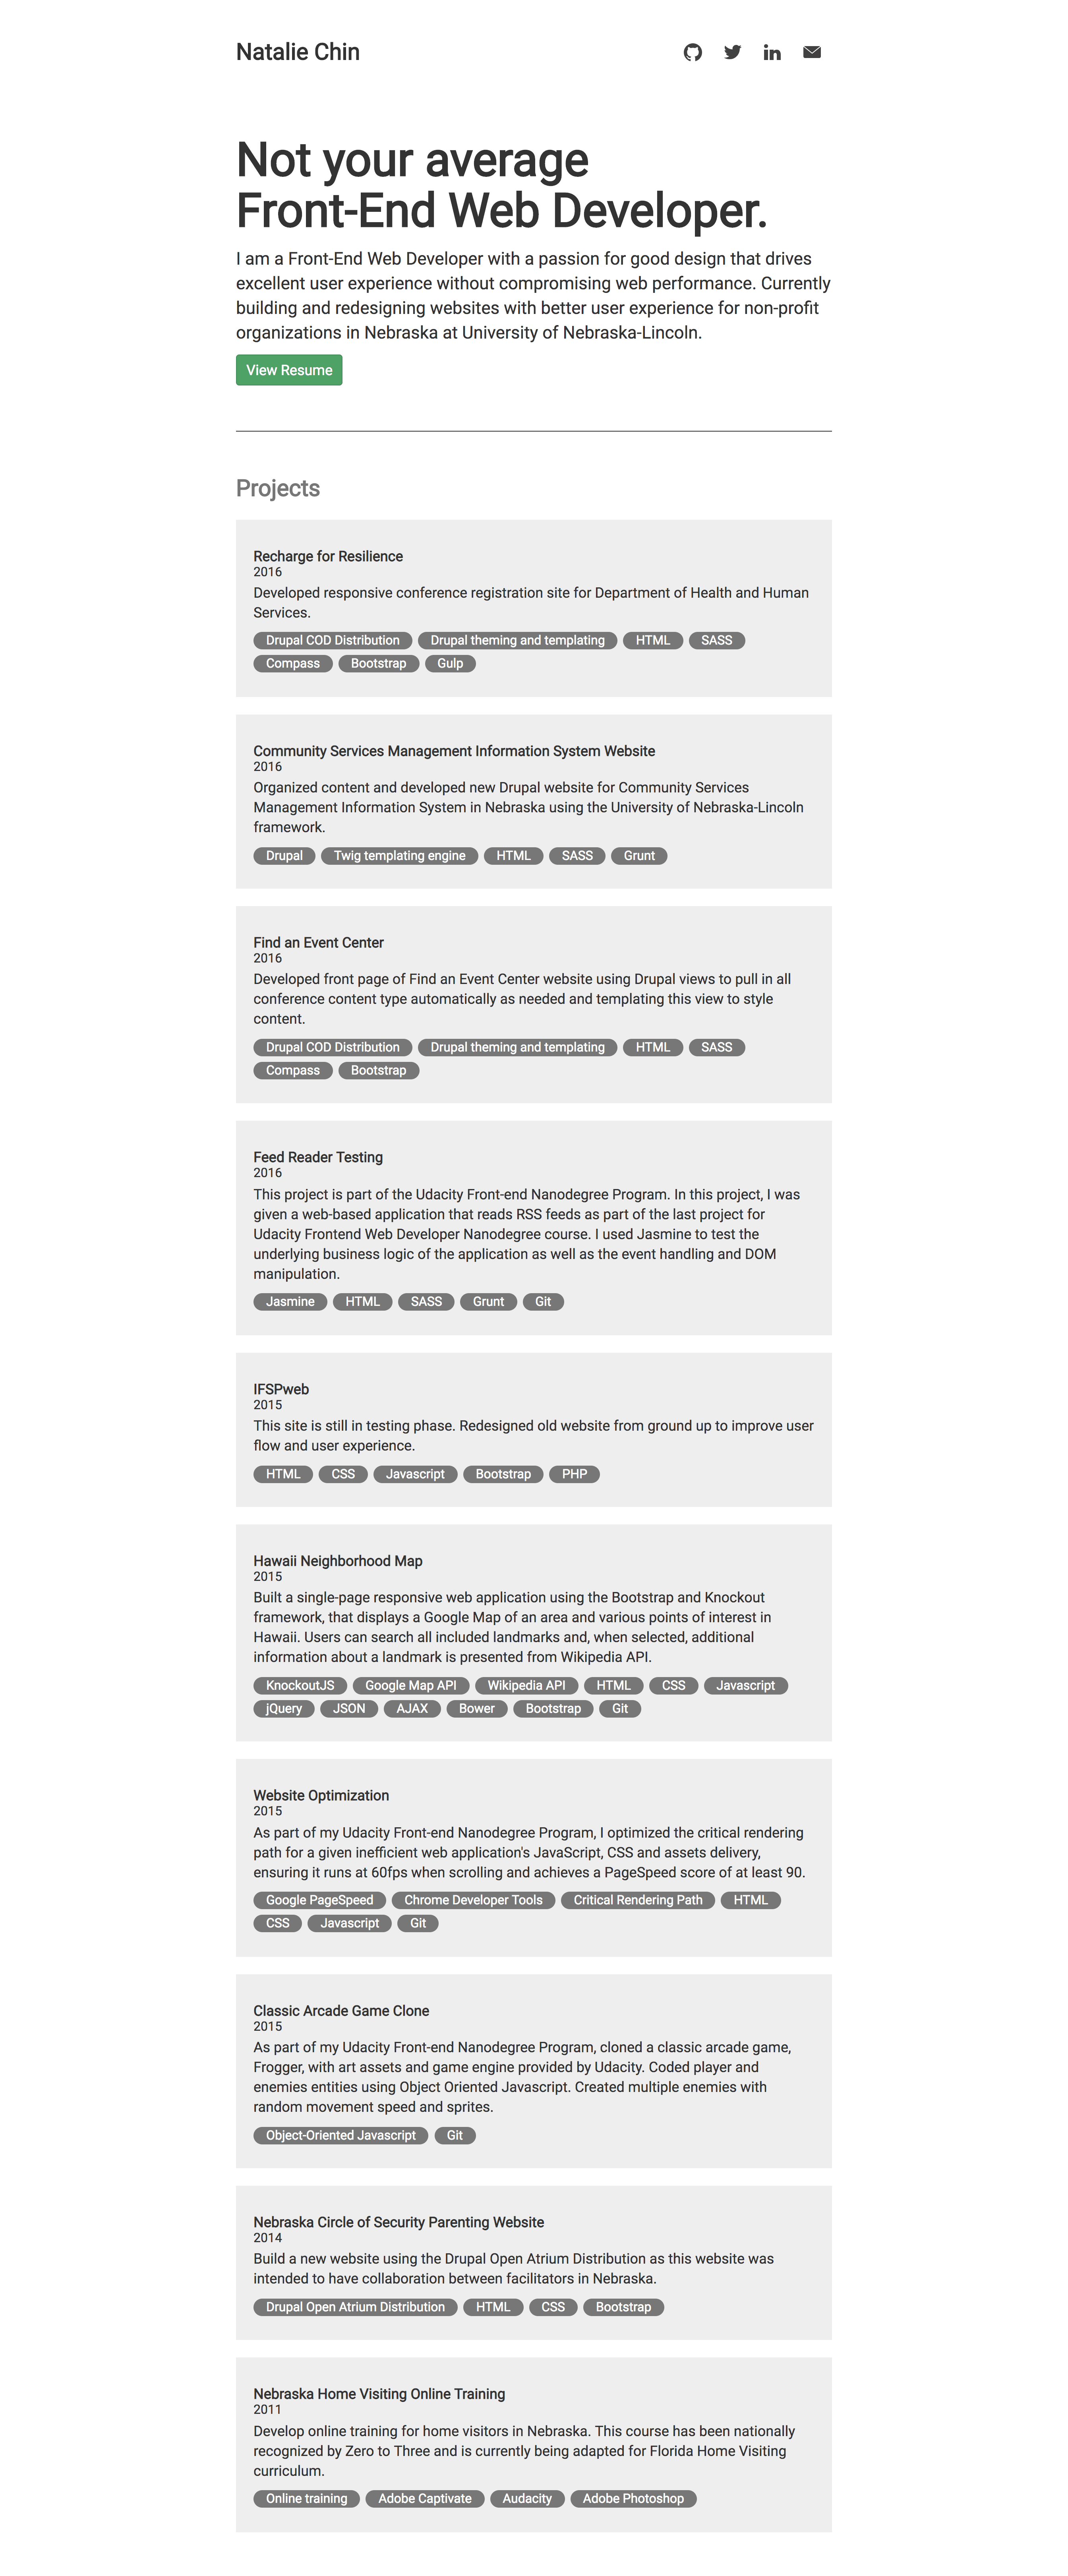 Natalie Chin
Not your average
Front-End Web Developer.
I am a Front-End Web Developer with a passion for good design that drives
excellent user experience without compromising web performance. Currently
building and redesigning websites with better user experience for non-profit
organizations in Nebraska at University of Nebraska-Lincoln.
View Resume
Projects
Recharge for Resilience
2016
Developed responsive conference registration site for Department of Health and Human
Services.
Drupal COD Distribution Drupal theming and templating HTML SASS
Compass Bootstrap Gulp
Community Services Management Information System Website
2016
Organized content and developed new Drupal website for Community Services
Management Information System in Nebraska using the University of Nebraska-Lincoln
framework.
Drupal Twig templating engine HTML SASS Grunt
Find an Event Center
2016
Developed front page of Find an Event Center website using Drupal views to pull in all
conference content type automatically as needed and templating this view to style
content.
Drupal COD Distribution Drupal theming and templating HTML SASS
Compass Bootstrap
Feed Reader Testing
2016
This project is part of the Udacity Front-end Nanodegree Program. In this project, I was
given a web-based application that reads RSS feeds as part of the last project for
Udacity Frontend Web Developer Nanodegree course. I used Jasmine to test the
underlying business logic of the application as well as the event handling and DOM
manipulation.
Jasmine HTML SASS Grunt Git
IFSPweb
2015
This site is still in testing phase. Redesigned old website from ground up to improve user
flow and user experience.
HTML CSS Javascript Bootstrap PHP
Hawaii Neighborhood Map
2015
Built a single-page responsive web application using the Bootstrap and Knockout
framework, that displays a Google Map of an area and various points of interest in
Hawaii. Users can search all included landmarks and, when selected, additional
information about a landmark is presented from Wikipedia API.
KnockoutJS Google Map API Wikipedia API HTML CSS Javascript
jQuery JSON AJAX Bower Bootstrap Git
Website Optimization
2015
As part of my Udacity Front-end Nanodegree Program, I optimized the critical rendering
path for a given inefficient web application's JavaScript, CSS and assets delivery,
ensuring it runs at 60fps when scrolling and achieves a PageSpeed score of at least 90.
Google PageSpeed Chrome Developer Tools Critical Rendering Path HTML
CSS Javascript Git
Classic Arcade Game Clone
2015
As part of my Udacity Front-end Nanodegree Program, cloned a classic arcade game,
Frogger, with art assets and game engine provided by Udacity. Coded player and
enemies entities using Object Oriented Javascript. Created multiple enemies with
random movement speed and sprites.
Object-Oriented Javascript Git
Nebraska Circle of Security Parenting Website
2014
Build a new website using the Drupal Open Atrium Distribution as this website was
intended to have collaboration between facilitators in Nebraska.
Drupal Open Atrium Distribution HTML CSS Bootstrap
Nebraska Home Visiting Online Training
2011
Develop online training for home visitors in Nebraska. This course has been nationally
recognized by Zero to Three and is currently being adapted for Florida Home Visiting
curriculum.
Online training Adobe Captivate Audacity Adobe Photoshop